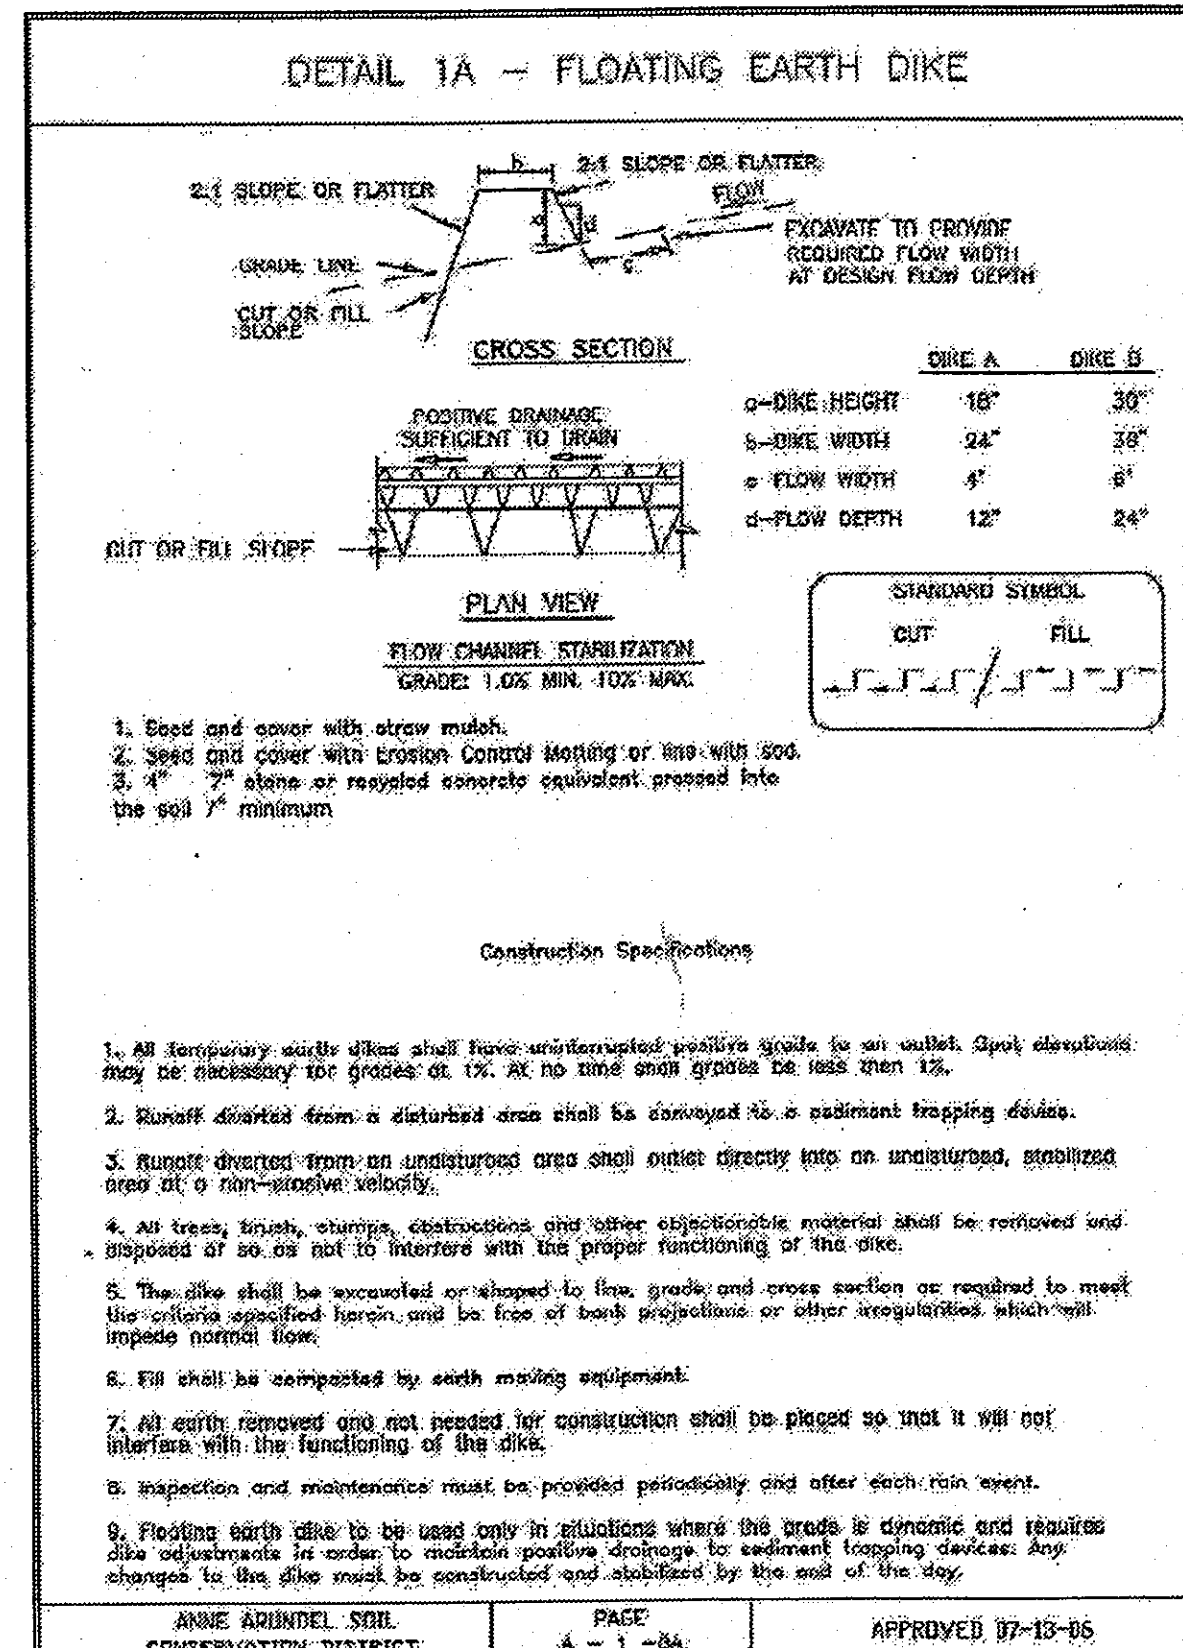 DETAIL 1A - FLOATING EARTH DIKE
b
2:1 SLOPE OR FLATTER
2:1 SLOPE OR FLATTER
FLOW
EXCAVATE TO PROVIDE
REQUIRED FLOW WIDTH
AT DESIGN FLOW DEPTH
d
c
GRADE LINE
CUT OR FILL
SLOPE
CROSS SECTION
DIKE A DIKE B
a-DIKE HEIGHT 18" 30"
b-DIKE WIDTH 24" 36"
c-FLOW WIDTH 4' 6'
d-FLOW DEPTH 12" 24"
POSITIVE DRAINAGE
SUFFICIENT TO DRAIN
CUT OR FILL SLOPE
PLAN VIEW
STANDARD SYMBOL
CUT FILL
FLOW CHANNEL STABILIZATION
GRADE: 1.0% MIN. 10% MAX.
1. Seed and cover with straw mulch.
2. Seed and cover with Erosion Control Matting or line with sod.
3. 4" - 7" stone or recycled concrete equivalent pressed into
the soil 7" minimum
Construction Specifications
1. All temporary earth dikes shall have uninterrupted positive grade to an outlet. Spot elevations
may be necessary for grades at 1%. At no time shall grades be less then 1%.
2. Runoff diverted from a disturbed area shall be conveyed to a sediment trapping device.
3. Runoff diverted from an undisturbed area shall outlet directly into an undisturbed, stabilized
area at a non-erosive velocity.
4. All trees, brush, stumps, obstructions and other objectionable material shall be removed and
disposed of so as not to interfere with the proper functioning of the dike.
5. The dike shall be excavated or shaped to line, grade and cross section as required to meet
the criteria specified herein and be free of bank projections or other irregularities which will
impede normal flow.
6. Fill shall be compacted by earth moving equipment.
7. All earth removed and not needed for construction shall be placed so that it will not
interfere with the functioning of the dike.
8. Inspection and maintenance must be provided periodically and after each rain event.
9. Floating earth dike to be used only in situations where the grade is dynamic and requires
dike adjustments in order to maintain positive drainage to sediment trapping devices. Any
changes to the dike must be constructed and stabilized by the end of the day.
ANNE ARUNDEL SOIL
CONSERVATION DISTRICT
PAGE
A - 1 -
APPROVED 07-13-06